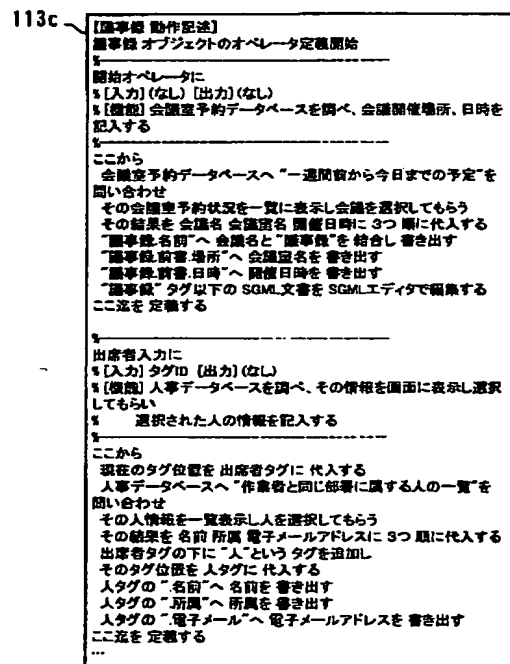 113c
【議事録 動作記述】
議事録 オブジェクトのオペレータ定義開始
%
開始オペレータに
% [入力] (なし) [出力] (なし)
% [機能] 会議室予約データベースを調べ、会議開催場所、日時を
記入する
%
ここから
会議室予約データベースへ "一週間前から今日までの予定"を
問い合わせ
その会議室予約状況を一覧に表示し会議を選択してもらう
その結果を 会議名 会議室名 開催日時に 3つ 順に代入する
"議事録.名前"へ 会議名と"議事録"を 結合し 書き出す
"議事録.前書.場所"へ 会議室名を 書き出す
"議事録.前書.日時"へ 開催日時を 書き出す
"議事録" タグ以下の SGML文書を SGMLエディタで編集する
ここ迄を 定義する
%
出席者入力に
% [入力] タグID [出力] (なし)
% [機能] 人事データベースを調べ、その情報を画面に表示し選択
してもらい
% 選択された人の情報を記入する
%
ここから
現在のタグ位置を 出席者タグに 代入する
人事データベースへ "作業者と同じ部署に属する人の一覧"を
問い合わせ
その人情報を一覧表示し人を選択してもらう
その結果を 名前 所属 電子メールアドレスに 3つ 順に代入する
出席者タグの下に "人"という タグを追加し
そのタグ位置を 人タグに 代入する
人タグの ".名前"へ 名前を 書き出す
人タグの ".所属"へ 所属を 書き出す
人タグの ".電子メール"へ 電子メールアドレスを 書き出す
ここ迄を 定義する
...